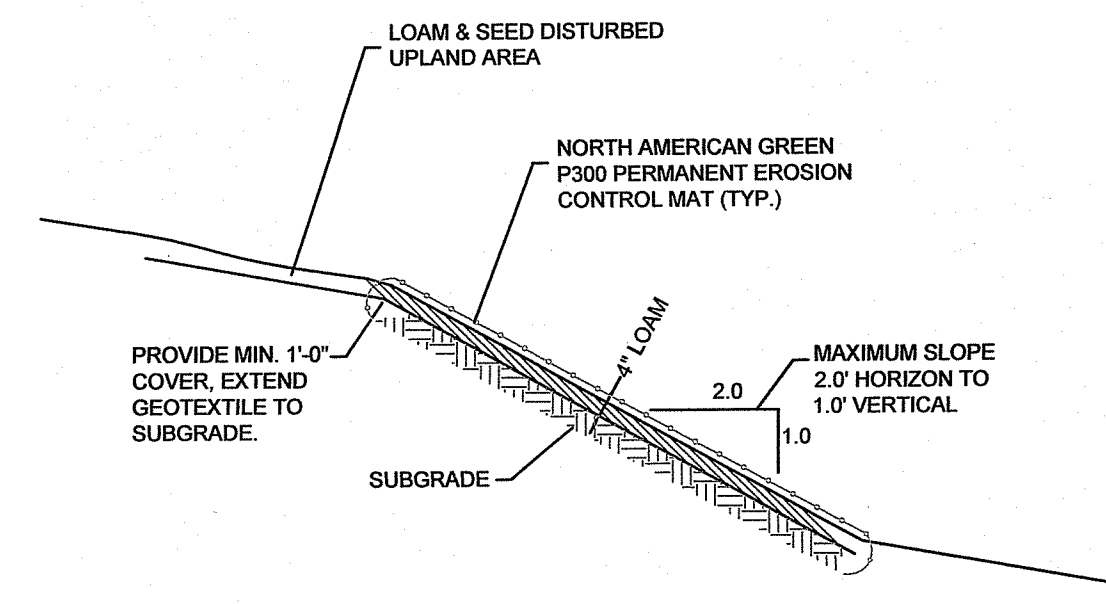 LOAM & SEED DISTURBED
UPLAND AREA
NORTH AMERICAN GREEN
P300 PERMANENT EROSION
CONTROL MAT (TYP.)
4" LOAM
PROVIDE MIN. 1'-0"
COVER, EXTEND
GEOTEXTILE TO
SUBGRADE.
MAXIMUM SLOPE
2.0' HORIZON TO
1.0' VERTICAL
2.0
1.0
SUBGRADE